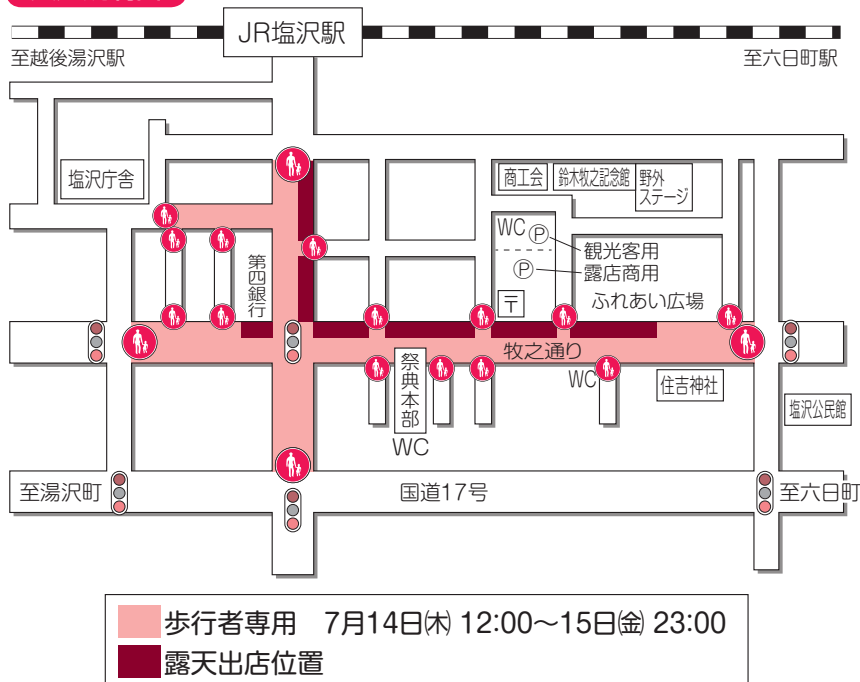 JR塩沢駅
至越後湯沢駅
至六日町駅
塩沢庁舎
商工会
鈴木牧之記念館
野外
ステージ
WC
P
観光客用
P
露店商用
第四銀行
〒
ふれあい広場
牧之通り
祭典本部
WC
WC
住吉神社
塩沢公民館
至湯沢町
国道17号
至六日町
歩行者専用 7月14日㈭ 12:00〜15日㈮ 23:00
露天出店位置